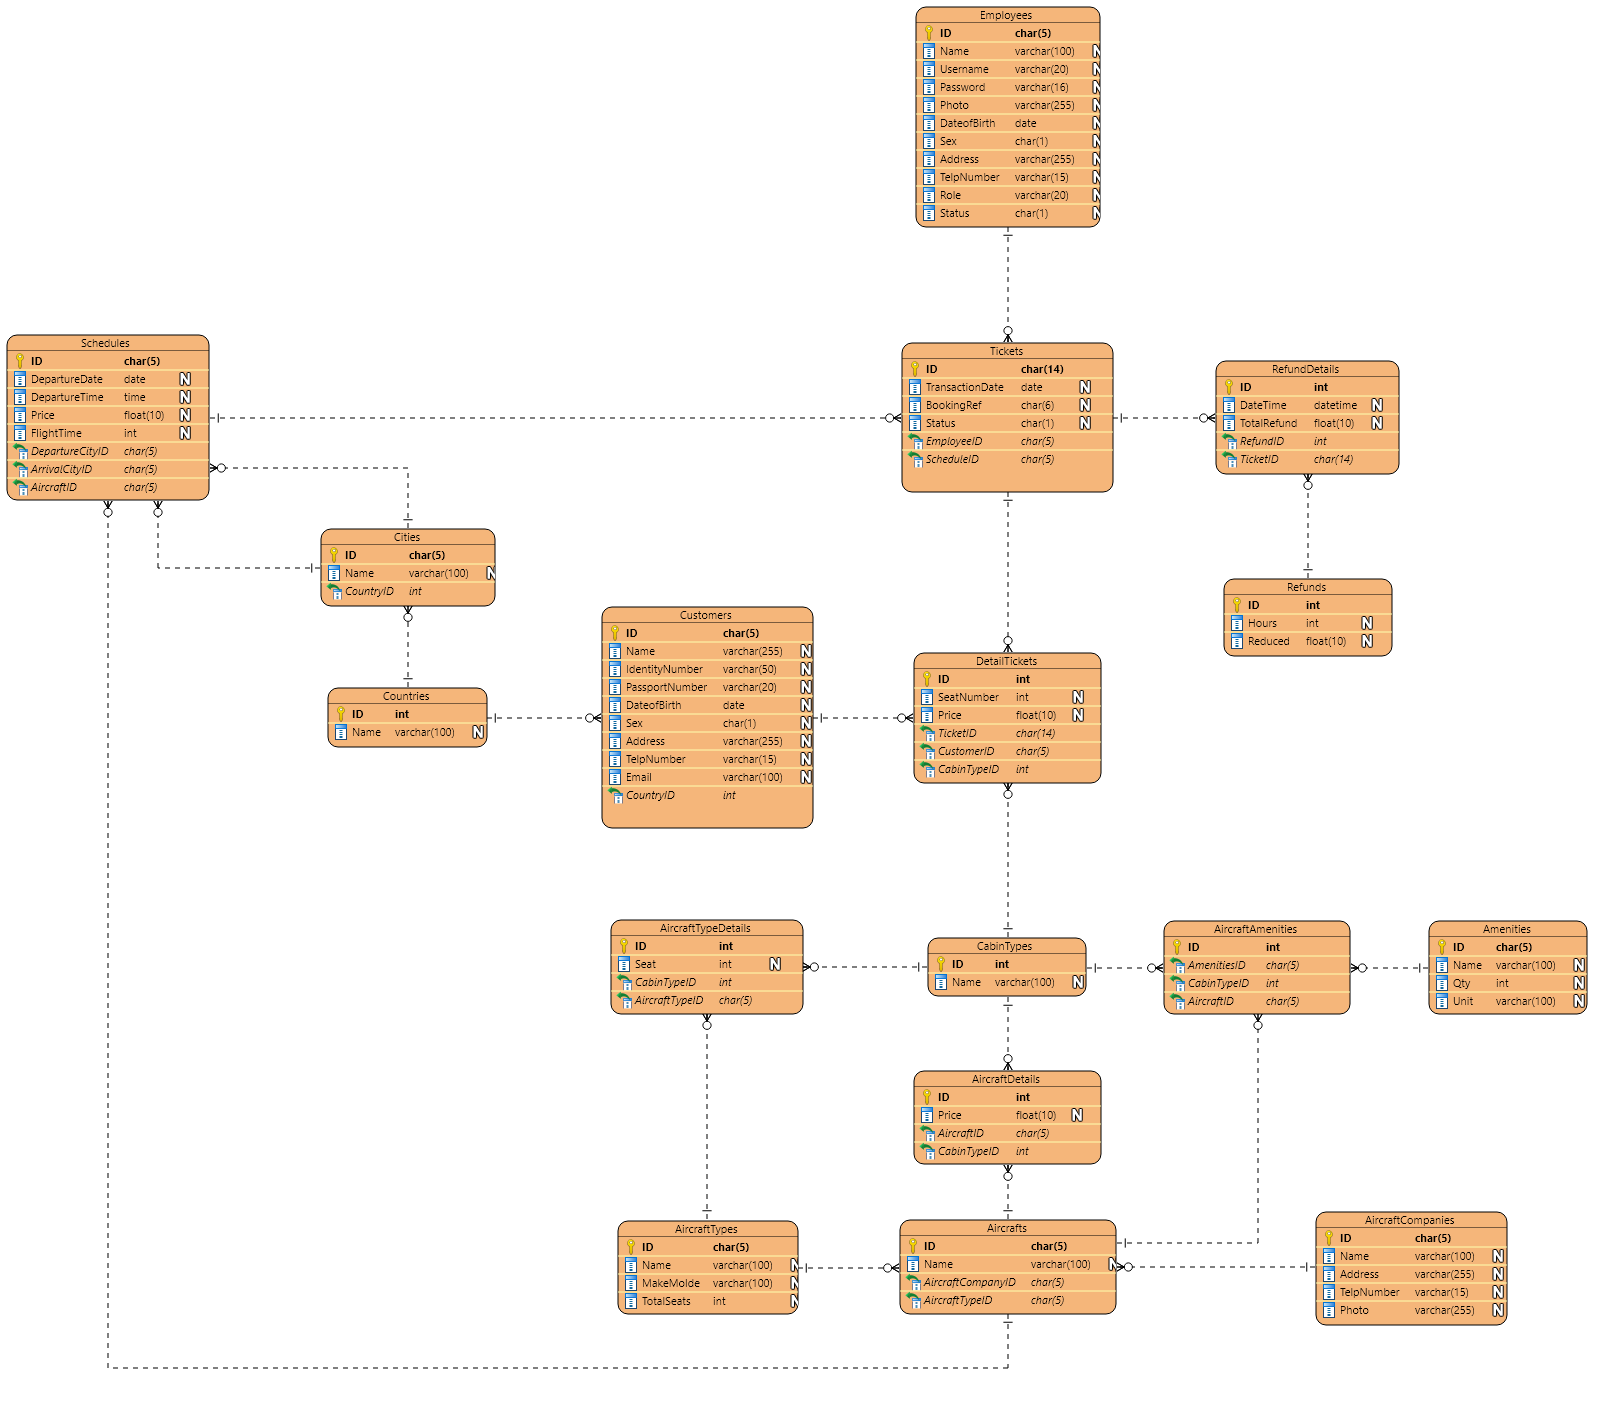 Employees
ID char(5)
Name varchar(100) N
Username varchar(20) N
Password varchar(16) N
Photo varchar(255) N
DateofBirth date N
Sex char(1) N
Address varchar(255) N
TelpNumber varchar(15) N
Role varchar(20) N
Status char(1) N
Schedules
ID char(5)
DepartureDate date N
DepartureTime time N
Price float(10) N
FlightTime int N
DepartureCityID char(5)
ArrivalCityID char(5)
AircraftID char(5)
Tickets
ID char(14)
TransactionDate date N
BookingRef char(6) N
Status char(1) N
EmployeeID char(5)
ScheduleID char(5)
RefundDetails
ID int
DateTime datetime N
TotalRefund float(10) N
RefundID int
TicketID char(14)
Cities
ID char(5)
Name varchar(100) N
CountryID int
Refunds
ID int
Hours int N
Reduced float(10) N
Customers
ID char(5)
Name varchar(255) N
IdentityNumber varchar(50) N
PassportNumber varchar(20) N
DateofBirth date N
Sex char(1) N
Address varchar(255) N
TelpNumber varchar(15) N
Email varchar(100) N
CountryID int
DetailTickets
ID int
SeatNumber int N
Price float(10) N
TicketID char(14)
CustomerID char(5)
CabinTypeID int
Countries
ID int
Name varchar(100) N
AircraftTypeDetails
ID int
Seat int N
CabinTypeID int
AircraftTypeID char(5)
CabinTypes
ID int
Name varchar(100) N
AircraftAmenities
ID int
AmenitiesID char(5)
CabinTypeID int
AircraftID char(5)
Amenities
ID char(5)
Name varchar(100) N
Qty int N
Unit varchar(100) N
AircraftDetails
ID int
Price float(10) N
AircraftID char(5)
CabinTypeID int
AircraftTypes
ID char(5)
Name varchar(100) N
MakeMolde varchar(100) N
TotalSeats int N
Aircrafts
ID char(5)
Name varchar(100) N
AircraftCompanyID char(5)
AircraftTypeID char(5)
AircraftCompanies
ID char(5)
Name varchar(100) N
Address varchar(255) N
TelpNumber varchar(15) N
Photo varchar(255) N